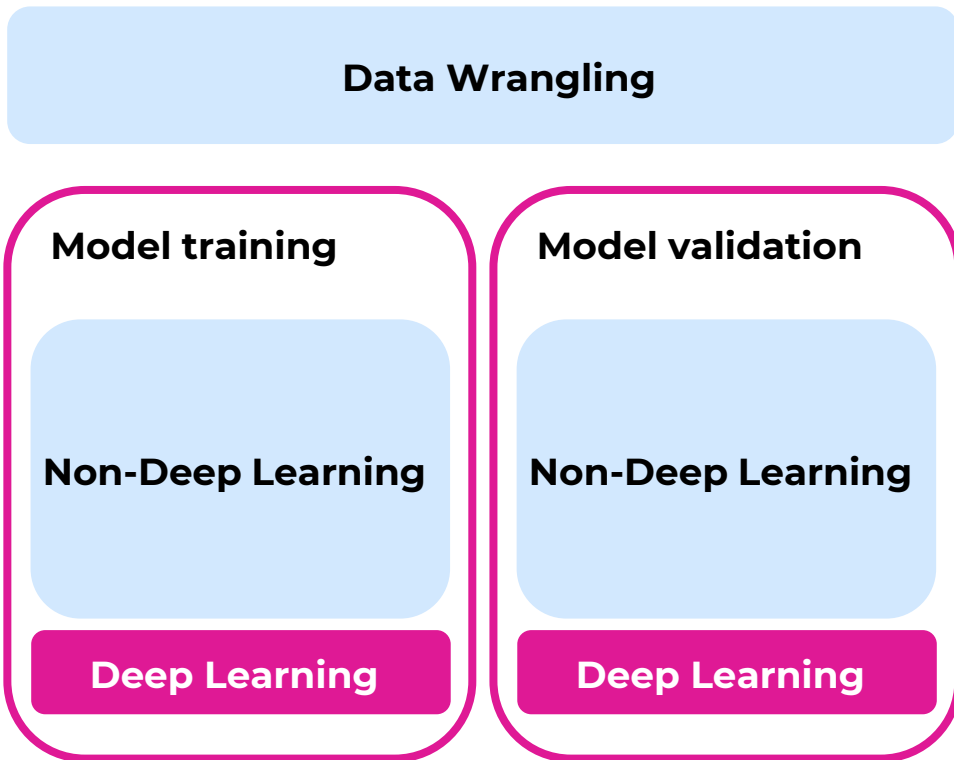 Data Wrangling
Model training
Model validation
Non-Deep Learning
Non-Deep Learning
Deep Learning
Deep Learning